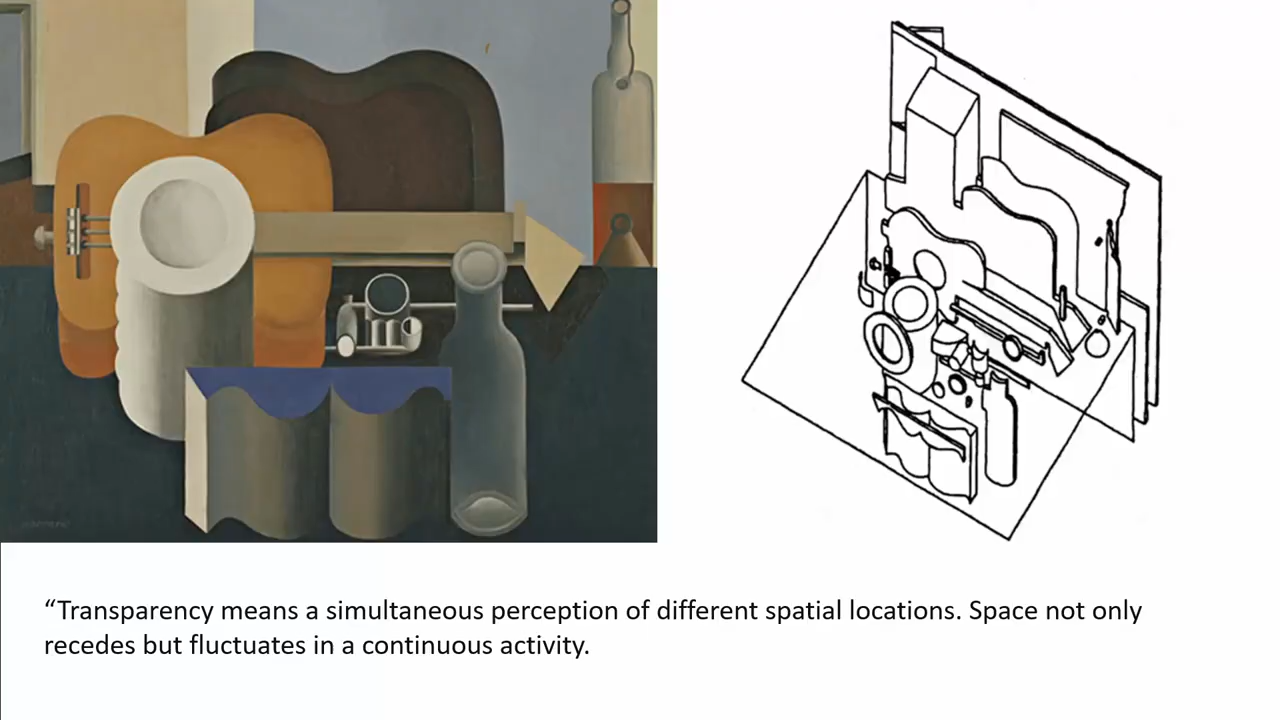 “Transparency means a simultaneous perception of different spatial locations. Space not only
recedes but fluctuates in a continuous activity.